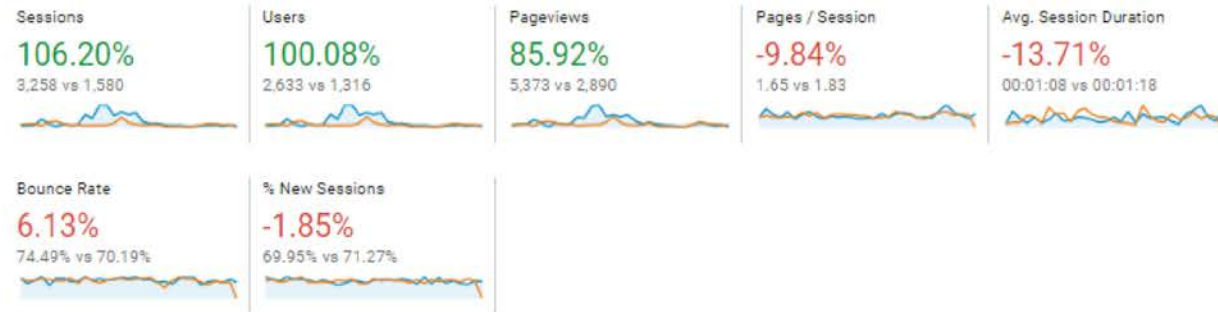 Sessions
106.20%
3,258 vs 1,580
Users
100.08%
2,633 vs 1,316
Pageviews
85.92%
5,373 vs 2,890
Pages / Session
-9.84%
1.65 vs 1.83
Avg. Session Duration
-13.71%
00:01:08 vs 00:01:18
Bounce Rate
6.13%
74.49% vs 70.19%
% New Sessions
-1.85%
69.95% vs 71.27%